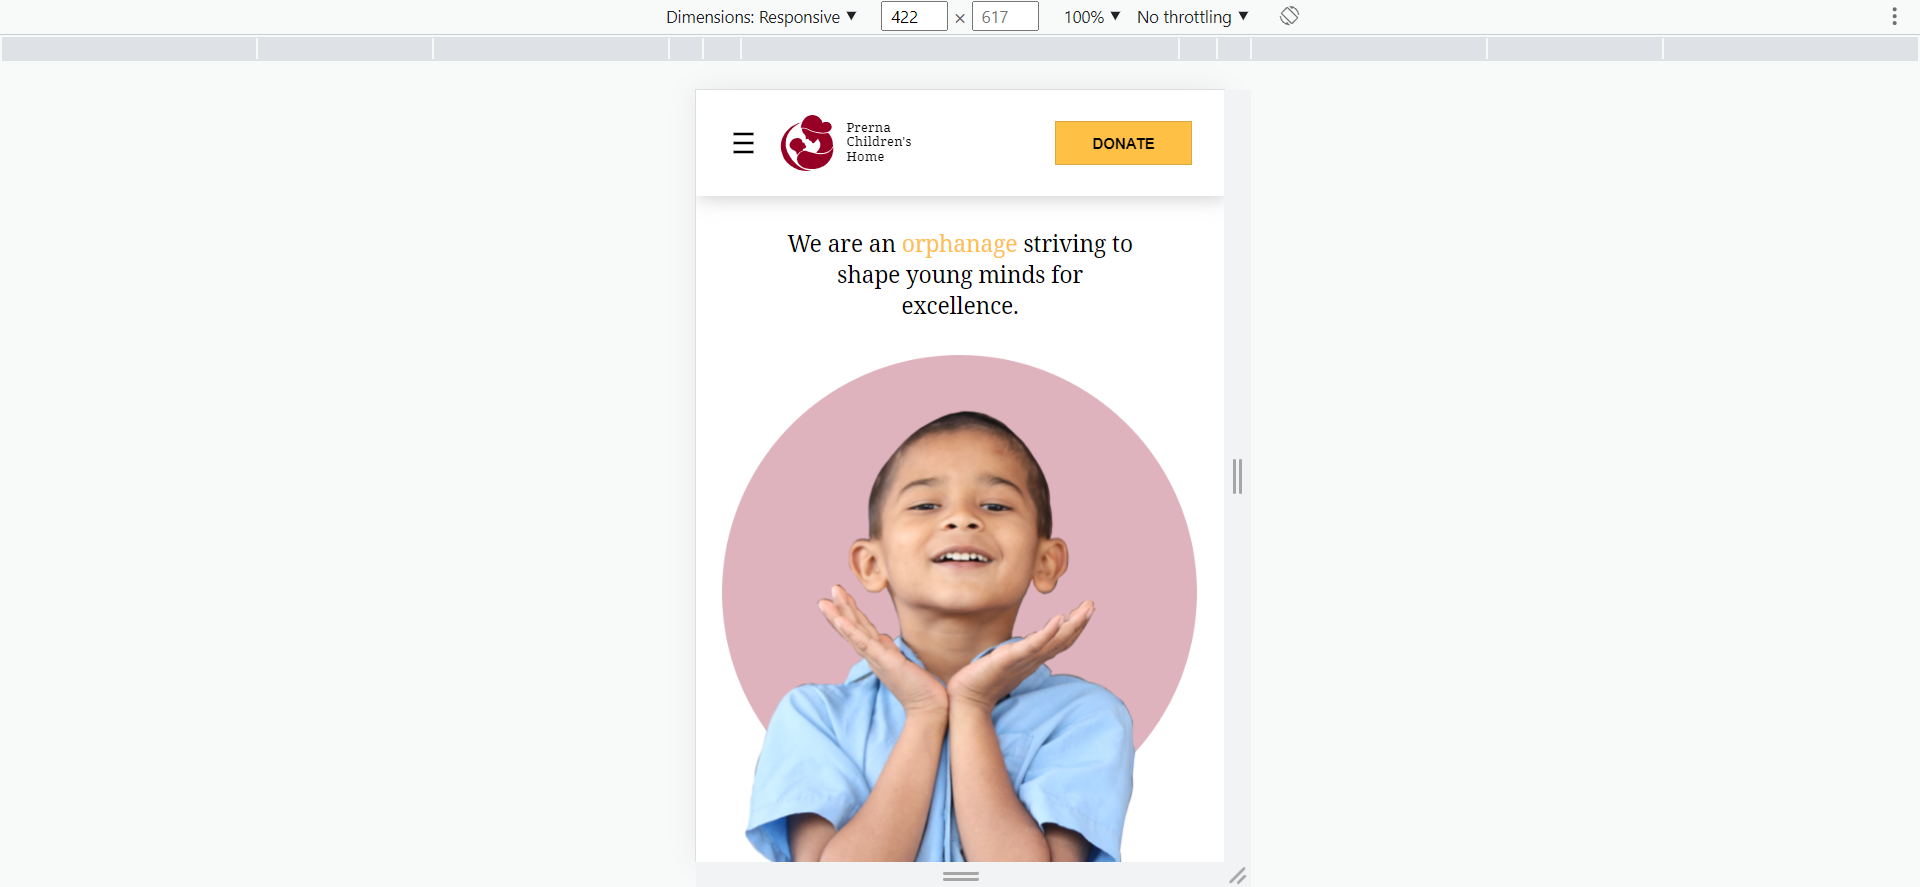 Dimensions: Responsive ▼ 422 × 617 100% ▼ No throttling ▼
Prerna
Children's
Home
DONATE
We are an orphanage striving to
shape young minds for
excellence.